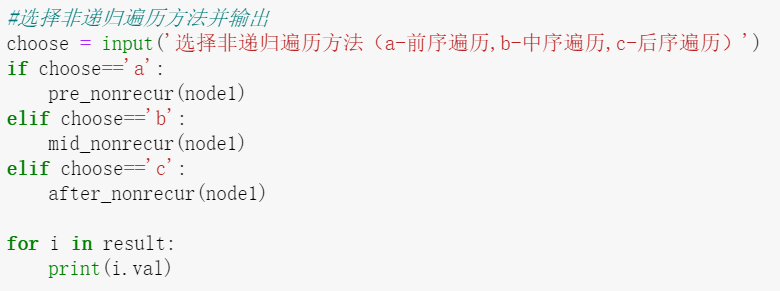 #选择非递归遍历方法并输出
choose = input('选择非递归遍历方法（a-前序遍历,b-中序遍历,c-后序遍历）')
if choose=='a':
    pre_nonrecur(node1)
elif choose=='b':
    mid_nonrecur(node1)
elif choose=='c':
    after_nonrecur(node1)
for i in result:
    print(i.val)